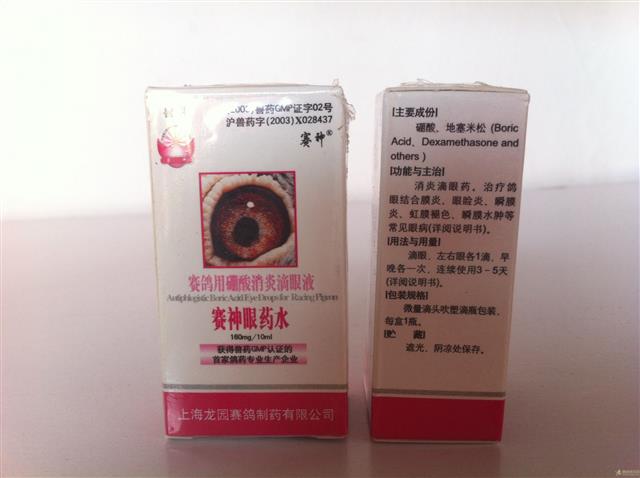 (2003)兽药GMP证字02号
沪兽药字(2003)X028437
赛神®
赛鸽用硼酸消炎滴眼液
Antiphlogistic Boric Acid Eye Drops for Racing Pigeon
赛神眼药水
160mg/10ml
获得兽药GMP认证的
首家鸽药专业生产企业
上海龙园赛鸽制药有限公司
|主要成份|
硼酸、地塞米松 (Boric
Acid、Dexamethasone and
others)
|功能与主治|
消炎滴眼药。治疗鸽
眼结合膜炎、眼睑炎、瞬膜
炎、虹膜褪色、瞬膜水肿等
常见眼病(详阅说明书)。
|用法与用量|
滴眼、左右眼各1滴，早
晚各一次，连续使用3-5天
(详阅说明书)。
|包装规格|
微量滴头吹塑滴瓶包装，
每盒1瓶。
|贮 藏|
遮光、阴凉处保存。